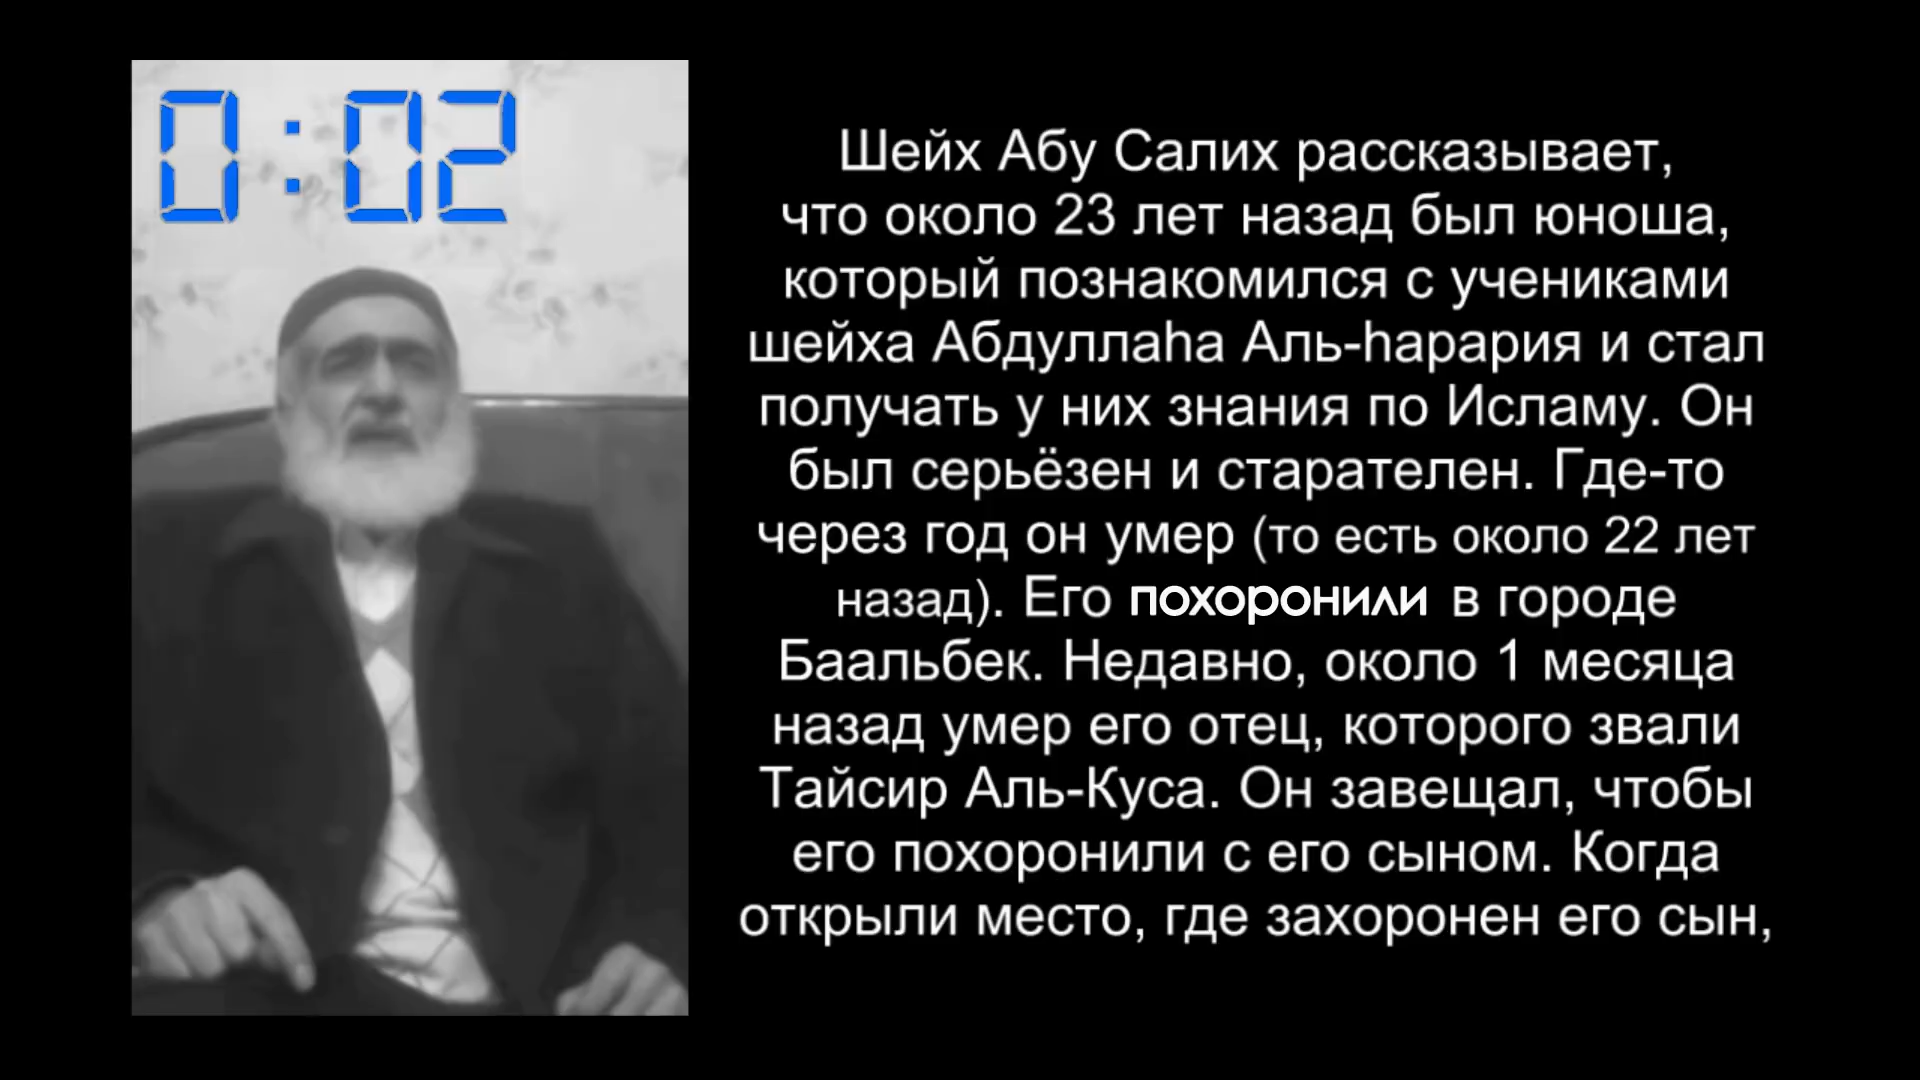 0:02
Шейх Абу Салих рассказывает,
что около 23 лет назад был юноша,
который познакомился с учениками
шейха Абдуллаhа Аль-hарария и стал
получать у них знания по Исламу. Он
был серьёзен и старателен. Где-то
через год он умер (то есть около 22 лет
назад). Его похоронили в городе
Баальбек. Недавно, около 1 месяца
назад умер его отец, которого звали
Тайсир Аль-Куса. Он завещал, чтобы
его похоронили с его сыном. Когда
открыли место, где захоронен его сын,